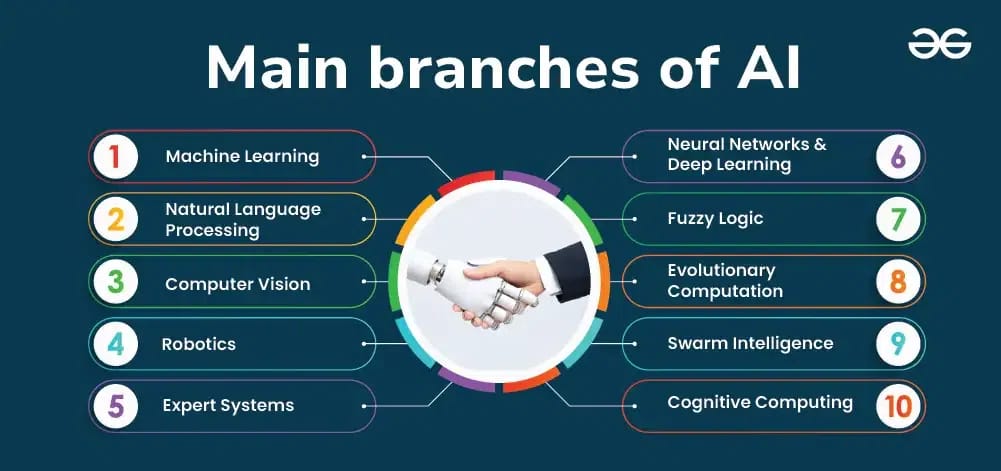 Main branches of AI
1
Machine Learning
2
Natural Language
Processing
3
Computer Vision
4
Robotics
5
Expert Systems
Neural Networks &
Deep Learning
6
Fuzzy Logic
7
Evolutionary
Computation
8
Swarm Intelligence
9
Cognitive Computing
10